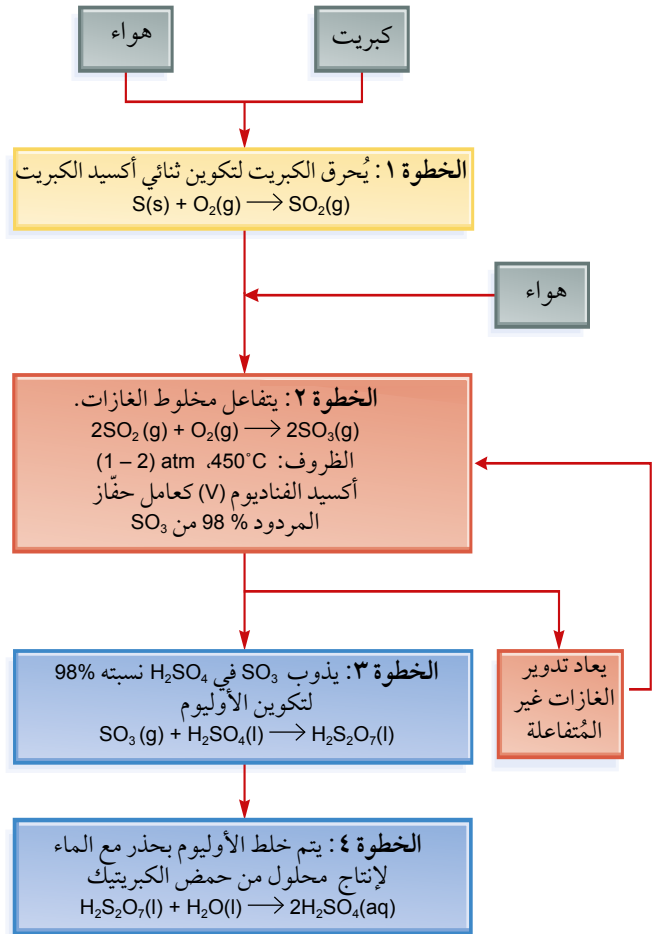 هواء
كبريت
الخطوة ١: يُحرق الكبريت لتكوين ثنائي أكسيد الكبريت
S(s) + O₂(g) ⟶ SO₂(g)
هواء
الخطوة ٢: يتفاعل مخلوط الغازات.
2SO₂ (g) + O₂(g) ⟶ 2SO₃(g)
الظروف: 450˚C، (1 – 2) atm
أكسيد الفناديوم (V) كعامل حفّاز
المردود % 98 من SO₃
الخطوة ٣: يذوب SO₃ في H₂SO₄ نسبته %98
لتكوين الأوليوم
SO₃ (g) + H₂SO₄(l) ⟶ H₂S₂O₇(l)
يعاد تدوير
الغازات غير
المُتفاعلة
الخطوة ٤: يتم خلط الأوليوم بحذر مع الماء
لإنتاج محلول من حمض الكبريتيك
H₂S₂O₇(l) + H₂O(l) ⟶ 2H₂SO₄(aq)